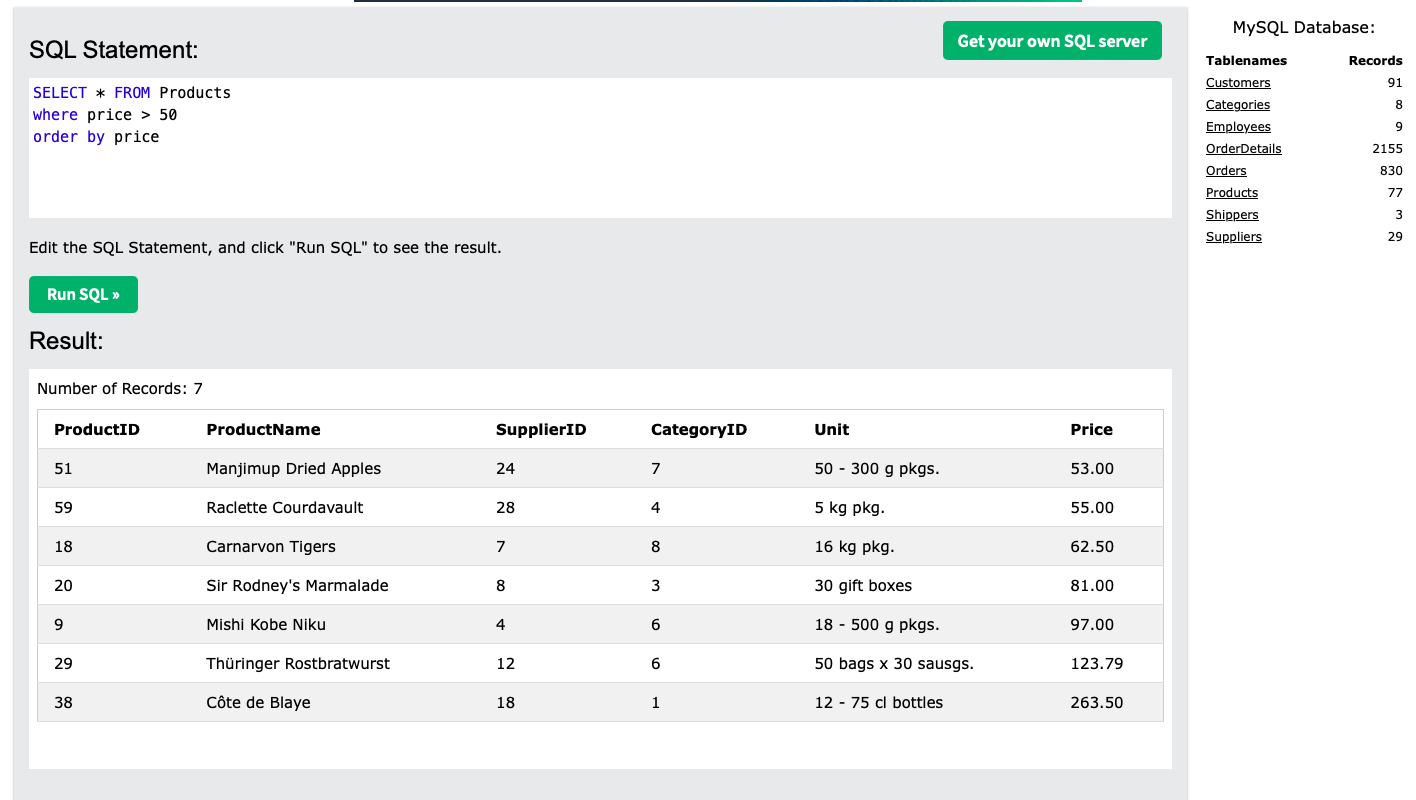 SQL Statement:
Get your own SQL server
SELECT * FROM Products
where price > 50
order by price
Edit the SQL Statement, and click "Run SQL" to see the result.
Run SQL »
Result:
Number of Records: 7
ProductID ProductName SupplierID CategoryID Unit Price
51 Manjimup Dried Apples 24 7 50 - 300 g pkgs. 53.00
59 Raclette Courdavault 28 4 5 kg pkg. 55.00
18 Carnarvon Tigers 7 8 16 kg pkg. 62.50
20 Sir Rodney's Marmalade 8 3 30 gift boxes 81.00
9 Mishi Kobe Niku 4 6 18 - 500 g pkgs. 97.00
29 Thüringer Rostbratwurst 12 6 50 bags x 30 sausgs. 123.79
38 Côte de Blaye 18 1 12 - 75 cl bottles 263.50
MySQL Database:
Tablenames Records
Customers 91
Categories 8
Employees 9
OrderDetails 2155
Orders 830
Products 77
Shippers 3
Suppliers 29